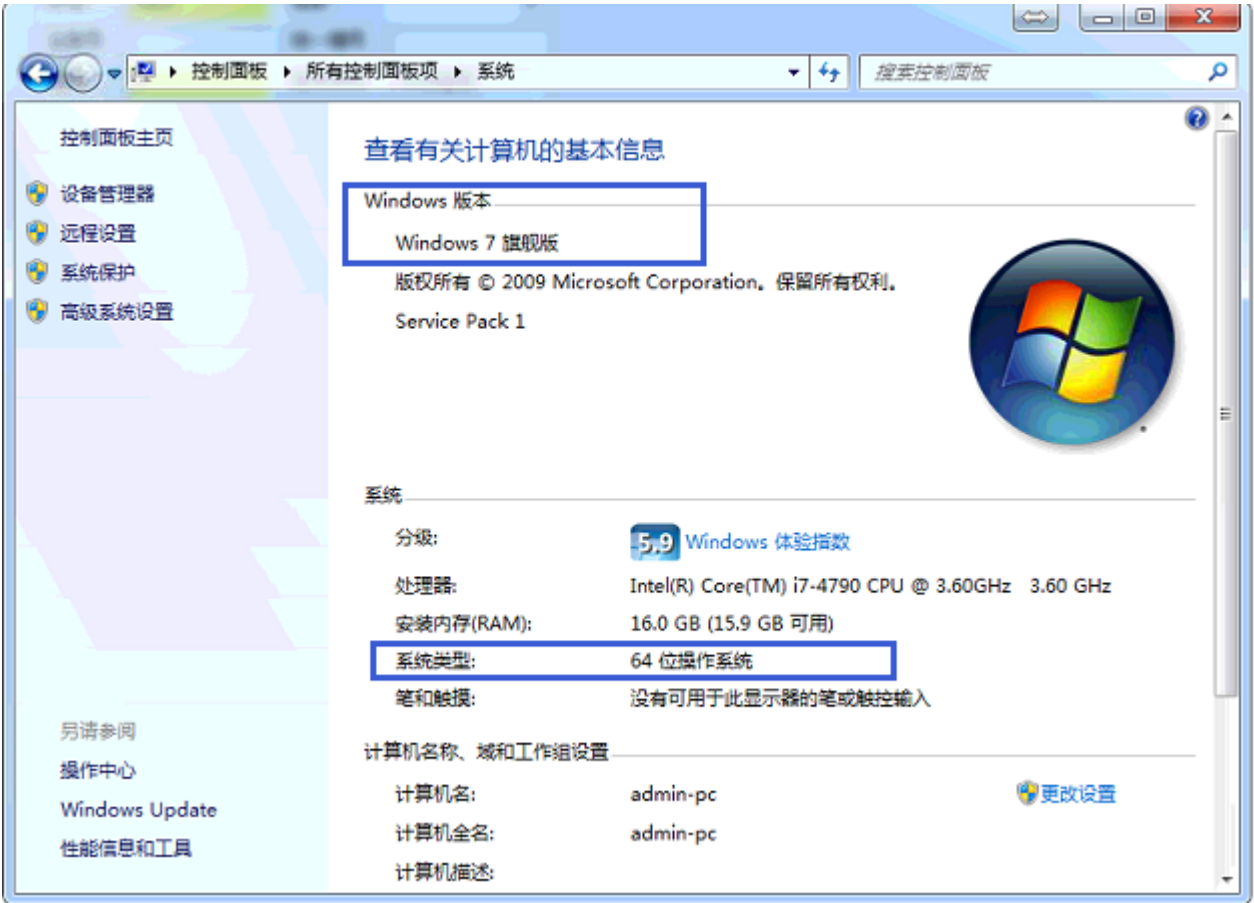 控制面板 ▸ 所有控制面板项 ▸ 系统
搜索控制面板
控制面板主页
设备管理器
远程设置
系统保护
高级系统设置
另请参阅
操作中心
Windows Update
性能信息和工具
查看有关计算机的基本信息
Windows 版本
Windows 7 旗舰版
版权所有 © 2009 Microsoft Corporation。保留所有权利。
Service Pack 1
系统
分级: 5.9 Windows 体验指数
处理器: Intel(R) Core(TM) i7-4790 CPU @ 3.60GHz 3.60 GHz
安装内存(RAM): 16.0 GB (15.9 GB 可用)
系统类型: 64 位操作系统
笔和触摸: 没有可用于此显示器的笔或触控输入
计算机名称、域和工作组设置
计算机名: admin-pc 更改设置
计算机全名: admin-pc
计算机描述: